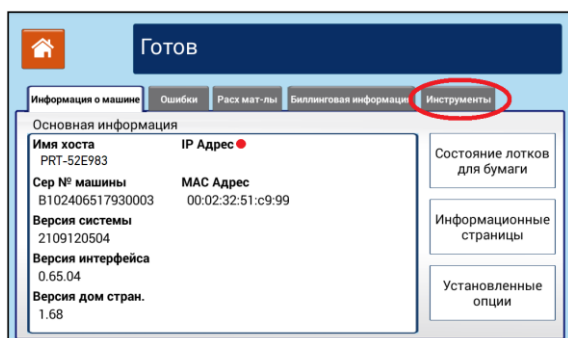 Готов
Информация о машине Ошибки Расх мат-лы Биллинговая информация Инструменты
Основная информация
Имя хоста IP Адрес
PRT-52E983
Сер № машины MAC Адрес
B102406517930003 00:02:32:51:c9:99
Версия системы
2109120504
Версия интерфейса
0.65.04
Версия дом стран.
1.68
Состояние лотков
для бумаги
Информационные
страницы
Установленные
опции